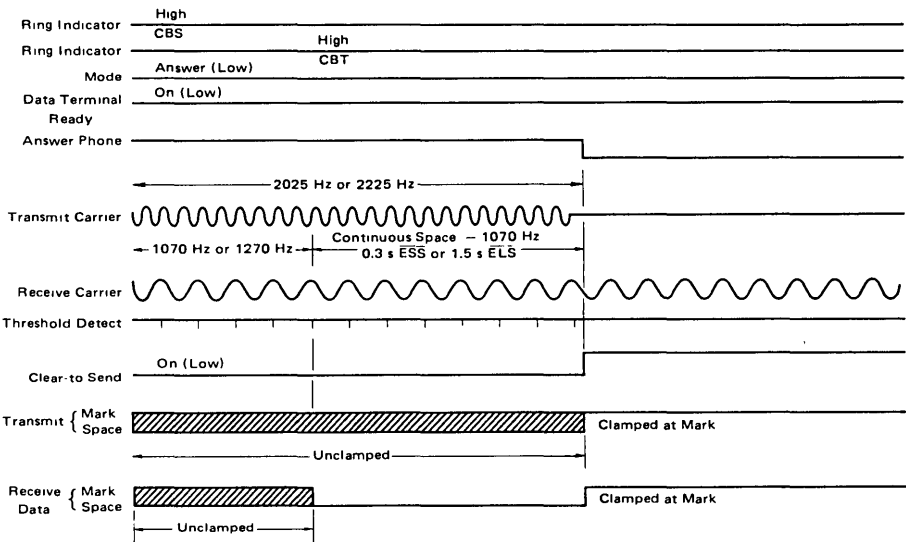 High
Ring Indicator
CBS
High
Ring Indicator
CBT
Answer (Low)
Mode
On (Low)
Data Terminal
Ready
Answer Phone
2025 Hz or 2225 Hz
Transmit Carrier
1070 Hz or 1270 Hz
Continuous Space – 1070 Hz
0.3 s E̅S̅S̅ or 1.5 s E̅L̅S̅
Receive Carrier
Threshold Detect
On (Low)
Clear-to Send
Transmit { Mark
Space
Clamped at Mark
Unclamped
Receive { Mark
Data Space
Clamped at Mark
Unclamped